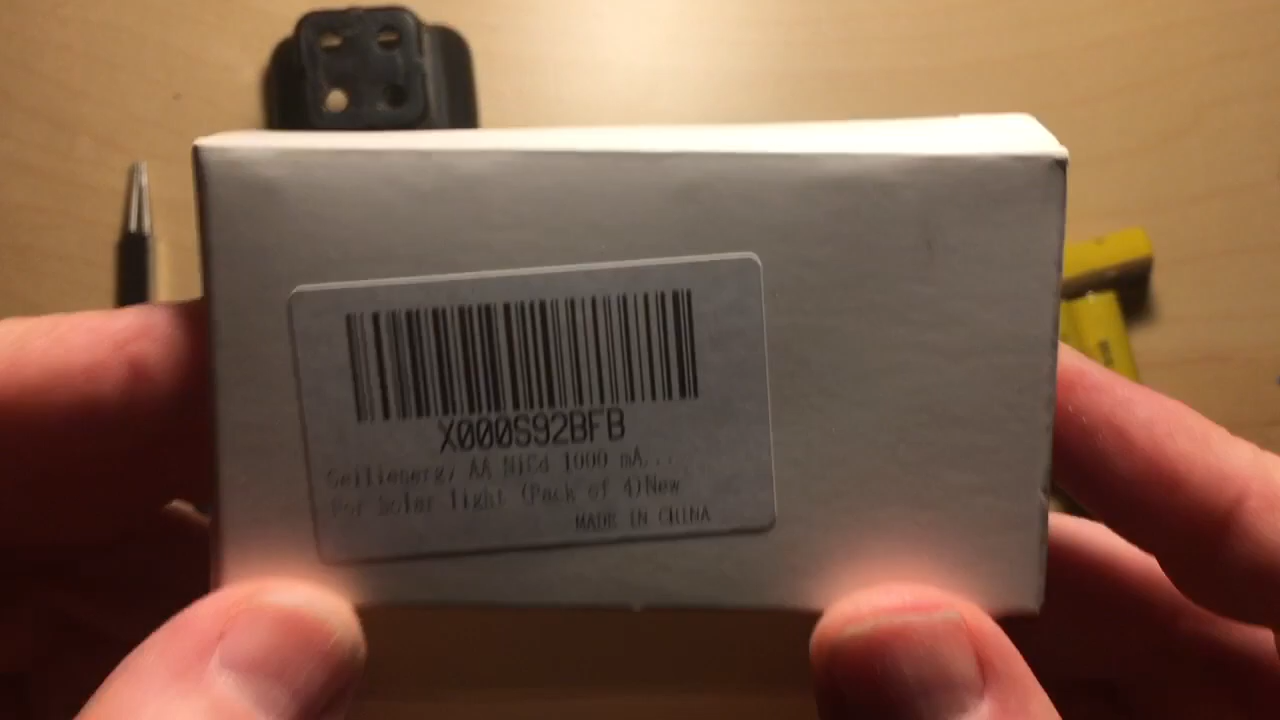 X000S92BFB
AA NiCd 1000 mA...
For Solar light (Pack of 4)New
MADE IN CHINA